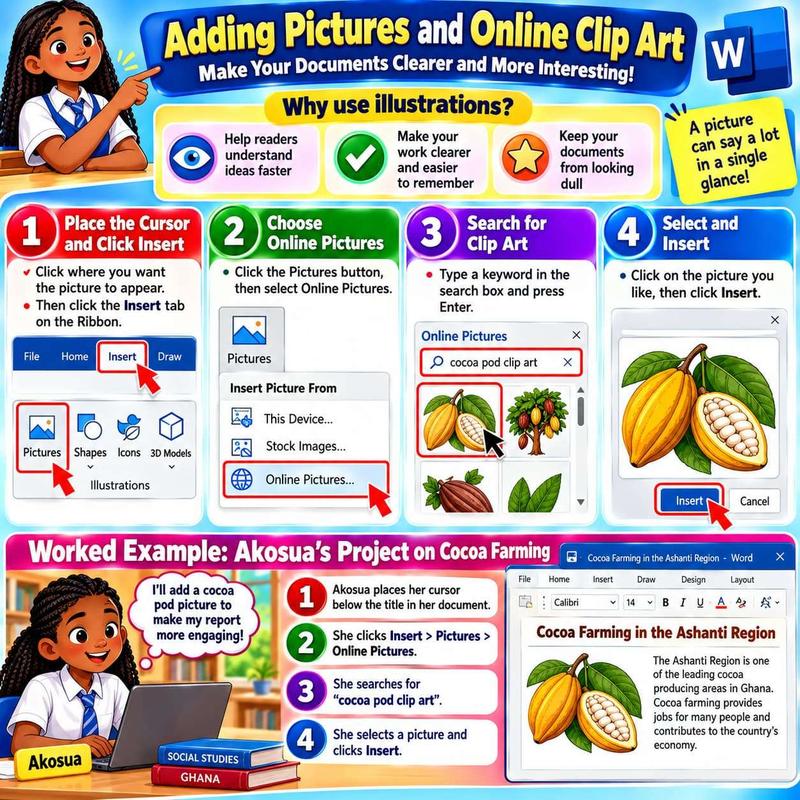 Adding Pictures and Online Clip Art
Make Your Documents Clearer and More Interesting!
W
Why use illustrations?
Help readers
understand
ideas faster
Make your
work clearer
and easier
to remember
Keep your
documents
from looking
dull
A picture
can say a lot
in a single
glance!
1
Place the Cursor
and Click Insert
Click where you want
the picture to appear.
Then click the Insert tab
on the Ribbon.
File Home Insert Draw
Pictures Shapes Icons 3D Models
Illustrations
2
Choose
Online Pictures
Click the Pictures button,
then select Online Pictures.
Pictures
Insert Picture From
This Device...
Stock Images...
Online Pictures...
3
Search for
Clip Art
Type a keyword in the
search box and press
Enter.
Online Pictures
cocoa pod clip art
4
Select and
Insert
Click on the picture you
like, then click Insert.
Insert Cancel
Worked Example: Akosua's Project on Cocoa Farming
I'll add a cocoa
pod picture to
make my report
more engaging!
Akosua
SOCIAL STUDIES
GHANA
1
Akosua places her cursor
below the title in her document.
2
She clicks Insert > Pictures >
Online Pictures.
3
She searches for
"cocoa pod clip art".
4
She selects a picture and
clicks Insert.
Cocoa Farming in the Ashanti Region - Word
File Home Insert Draw Design Layout
Calibri 14 B I U A A
Cocoa Farming in the Ashanti Region
The Ashanti Region is one
of the leading cocoa
producing areas in Ghana.
Cocoa farming provides
jobs for many people and
contributes to the country's
economy.